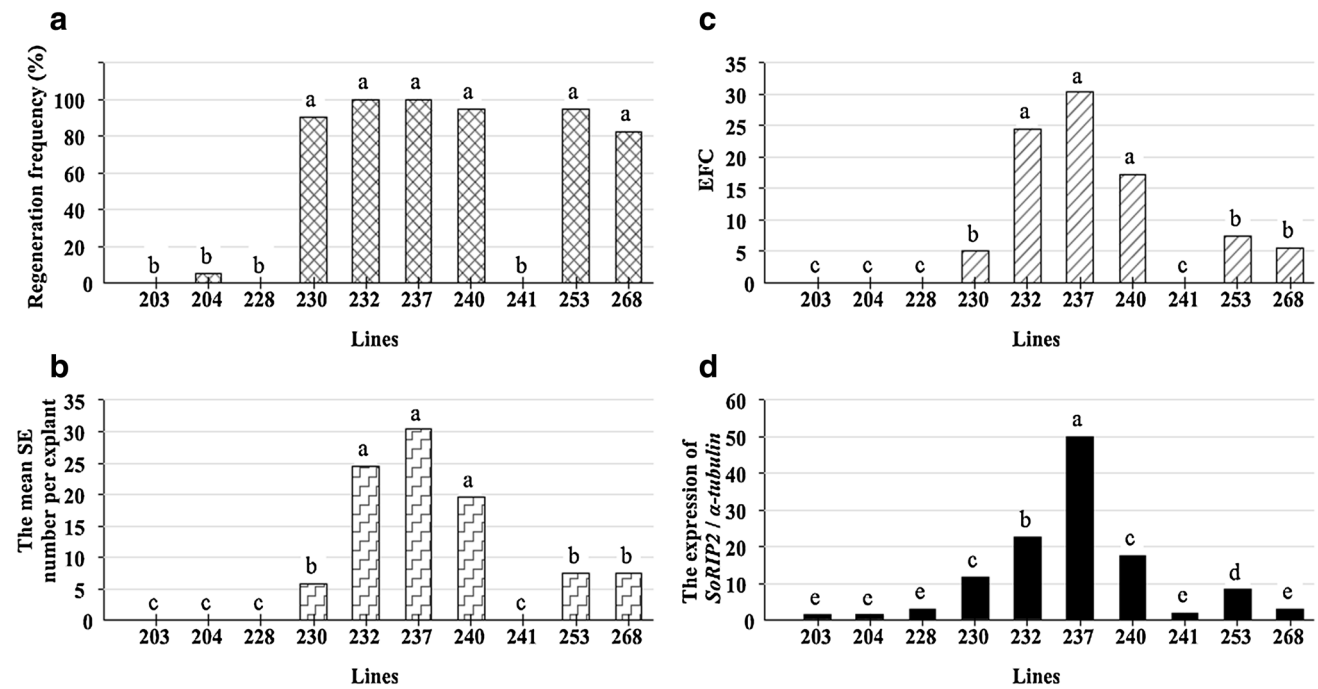 a
Regeneration frequency (%)
100
80
60
40
20
0
b b b a a a a b a a
203 204 228 230 232 237 240 241 253 268
Lines
b
The mean SE
number per explant
35
30
25
20
15
10
5
0
c c c b a a a c b b
203 204 228 230 232 237 240 241 253 268
Lines
c
EFC
35
30
25
20
15
10
5
0
c c c b a a a c b b
203 204 228 230 232 237 240 241 253 268
Lines
d
The expression of
SoRIP2 / α-tubulin
60
50
40
30
20
10
0
e e e c b a c e d e
203 204 228 230 232 237 240 241 253 268
Lines